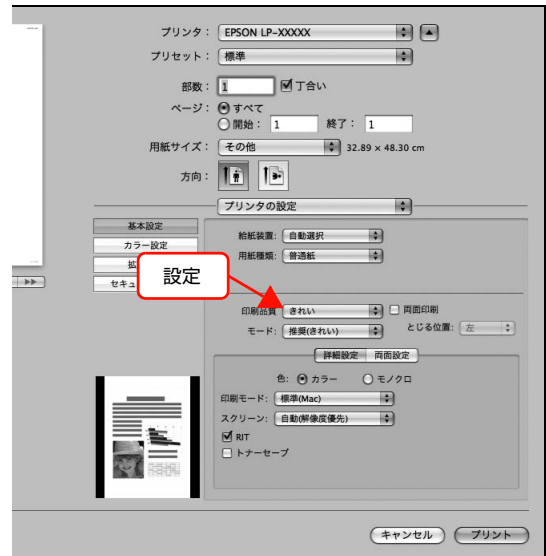 プリンタ： EPSON LP-XXXXX
プリセット： 標準
部数： 1 丁合い
ページ： すべて
開始： 1 終了： 1
用紙サイズ： その他 32.89 × 48.30 cm
方向：
プリンタの設定
基本設定
カラー設定
拡
セキュ
設定
給紙装置: 自動選択
用紙種類: 普通紙
印刷品質 きれい 両面印刷
モード: 推奨(きれい) とじる位置: 左
詳細設定 両面設定
色: カラー モノクロ
印刷モード: 標準(Mac)
スクリーン: 自動(解像度優先)
RIT
トナーセーブ
キャンセル プリント